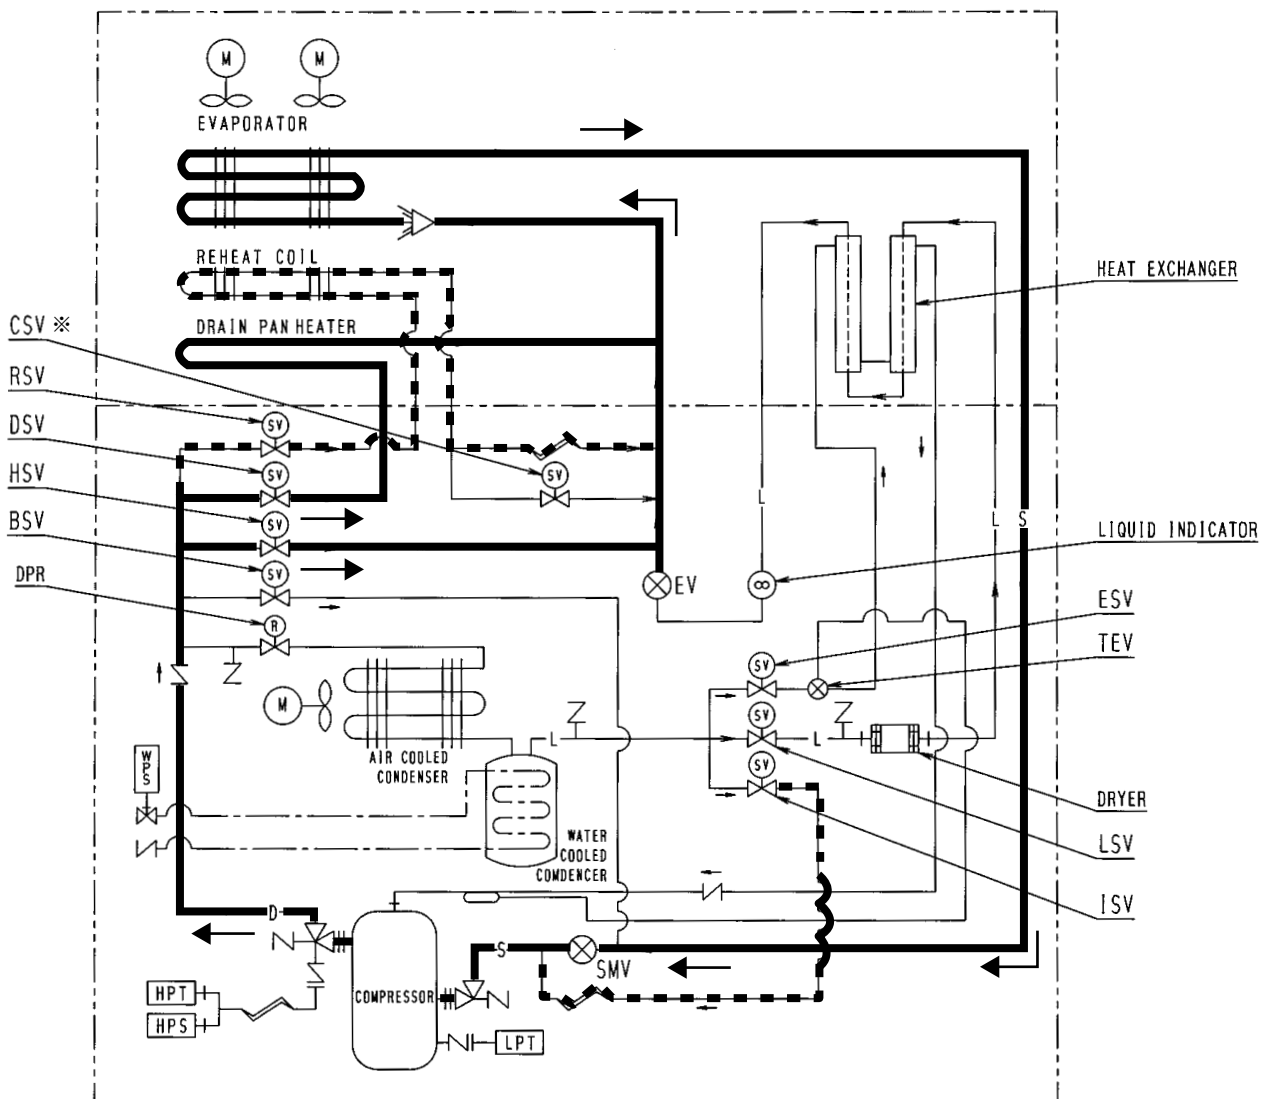 M M
EVAPORATOR
REHEAT COIL
HEAT EXCHANGER
CSV ※
DRAIN PAN HEATER
RSV
SV
DSV
SV
HSV
SV
SV
L
BSV
L S
LIQUID INDICATOR
SV
DPR
EV
ESV
R
TEV
SV
M
SV
L
L
AIR COOLED
CONDENSER
WPS
SV
DRYER
WATER
COOLED
COMDENCER
LSV
ISV
D
S
SMV
HPT
COMPRESSOR
HPS
LPT